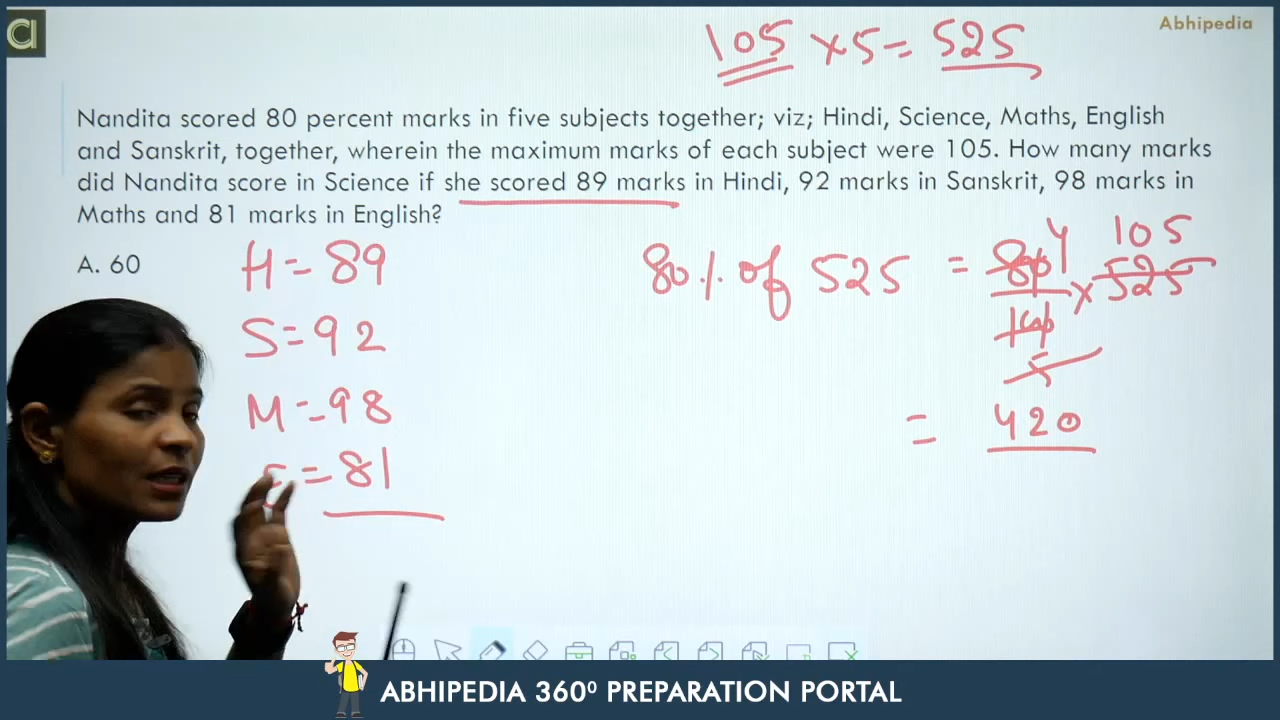 Abhipedia
105 × 5 = 525
Nandita scored 80 percent marks in five subjects together; viz; Hindi, Science, Maths, English
and Sanskrit, together, wherein the maximum marks of each subject were 105. How many marks
did Nandita score in Science if she scored 89 marks in Hindi, 92 marks in Sanskrit, 98 marks in
Maths and 81 marks in English?
A. 60
H = 89
S = 92
M = 98
E = 81
80% of 525 = 80/100 × 525
4
105
5
= 420
ABHIPEDIA 360⁰ PREPARATION PORTAL